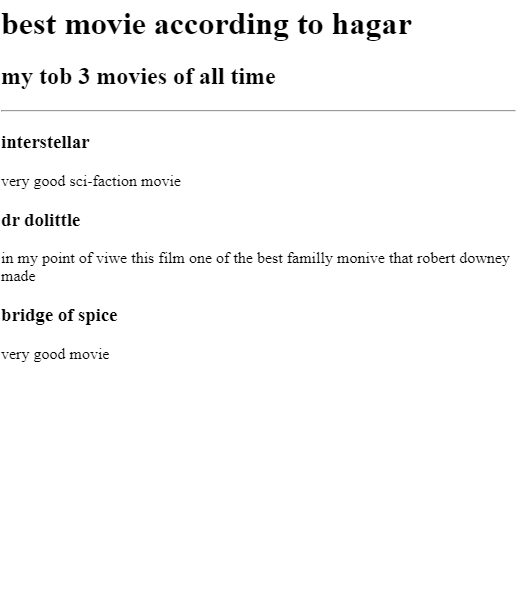 best movie according to hagar
my tob 3 movies of all time
interstellar
very good sci-faction movie
dr dolittle
in my point of viwe this film one of the best familly monive that robert downey
made
bridge of spice
very good movie